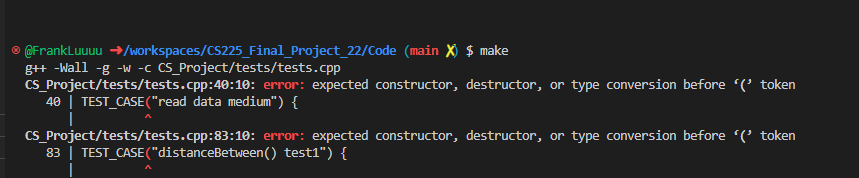 ⊗ @FrankLuuuu ➜/workspaces/CS225_Final_Project_22/Code (main ✗) $ make
g++ -Wall -g -w -c CS_Project/tests/tests.cpp
CS_Project/tests/tests.cpp:40:10: error: expected constructor, destructor, or type conversion before ‘(’ token
   40 | TEST_CASE("read data medium") {
      |          ^
CS_Project/tests/tests.cpp:83:10: error: expected constructor, destructor, or type conversion before ‘(’ token
   83 | TEST_CASE("distanceBetween() test1") {
      |          ^